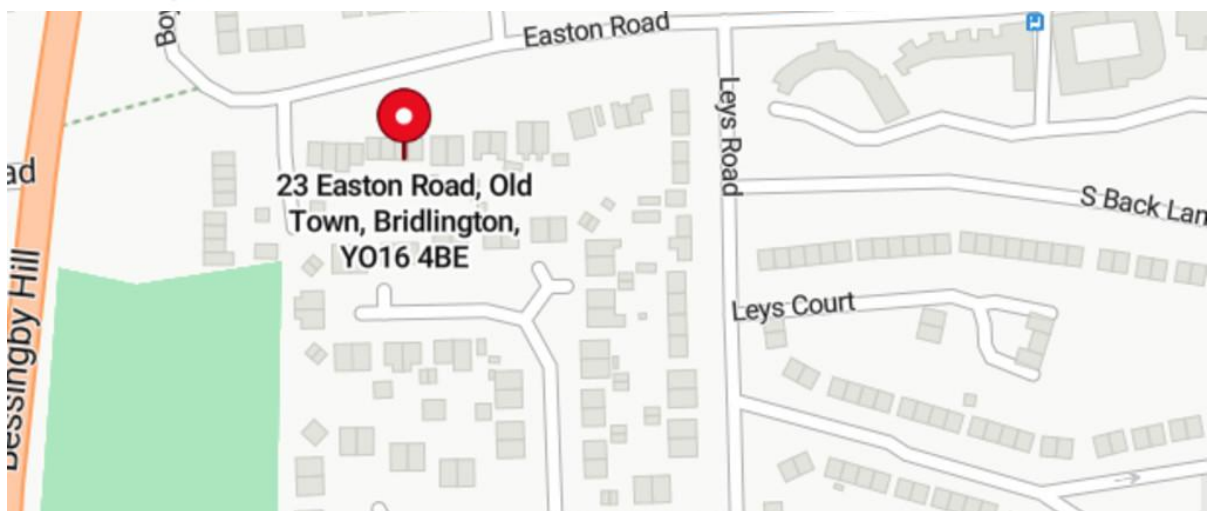 Boy
Easton Road
ad
Leys Road
23 Easton Road, Old
Town, Bridlington,
YO16 4BE
S Back Lan
Bessingby Hill
Leys Court